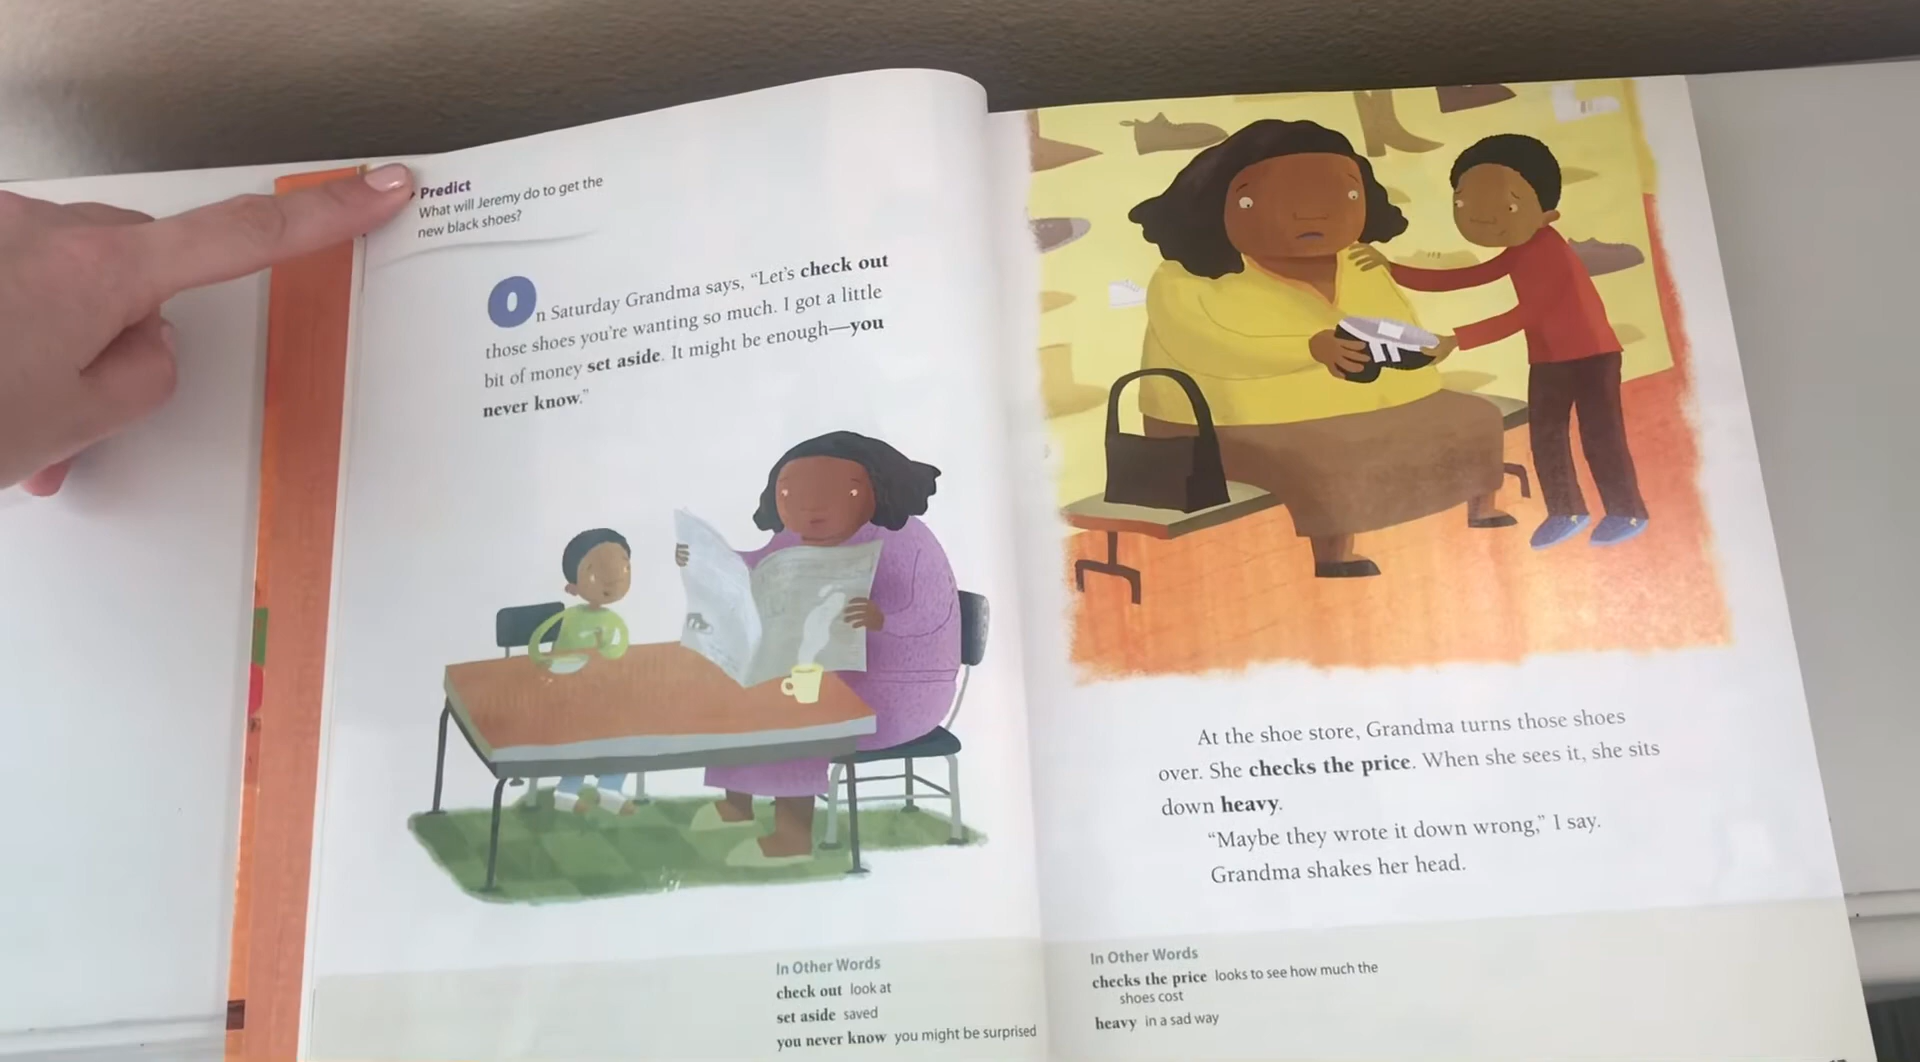 Predict
What will Jeremy do to get the
new black shoes?
On Saturday Grandma says, “Let’s check out
those shoes you’re wanting so much. I got a little
bit of money set aside. It might be enough—you
never know.”
In Other Words
check out look at
set aside saved
you never know you might be surprised
At the shoe store, Grandma turns those shoes
over. She checks the price. When she sees it, she sits
down heavy.
“Maybe they wrote it down wrong,” I say.
Grandma shakes her head.
In Other Words
checks the price looks to see how much the
shoes cost
heavy in a sad way